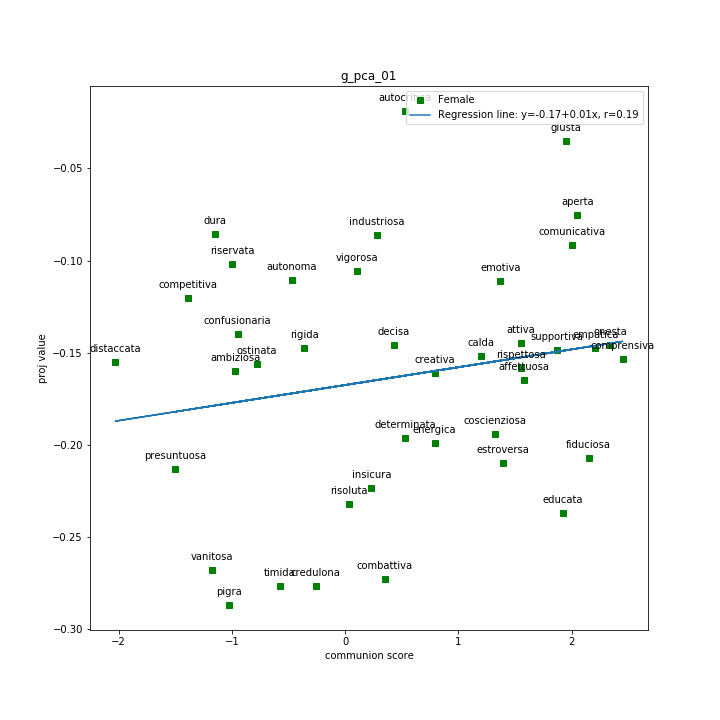 g_pca_01
Female
Regression line: y=-0.17+0.01x, r=0.19
autocritica
giusta
aperta
dura
industriosa
comunicativa
riservata
vigorosa
autonoma
emotiva
competitiva
confusionaria
rigida
decisa
attiva
supportiva
empatica
onesta
distaccata
ostinata
ambiziosa
calda
rispettosa
comprensiva
creativa
affettuosa
determinata
energica
coscienziosa
presuntuosa
estroversa
fiduciosa
insicura
risoluta
educata
vanitosa
timida
credulona
combattiva
pigra
−0.05
−0.10
−0.15
−0.20
−0.25
−0.30
proj value
−2
−1
0
1
2
communion score